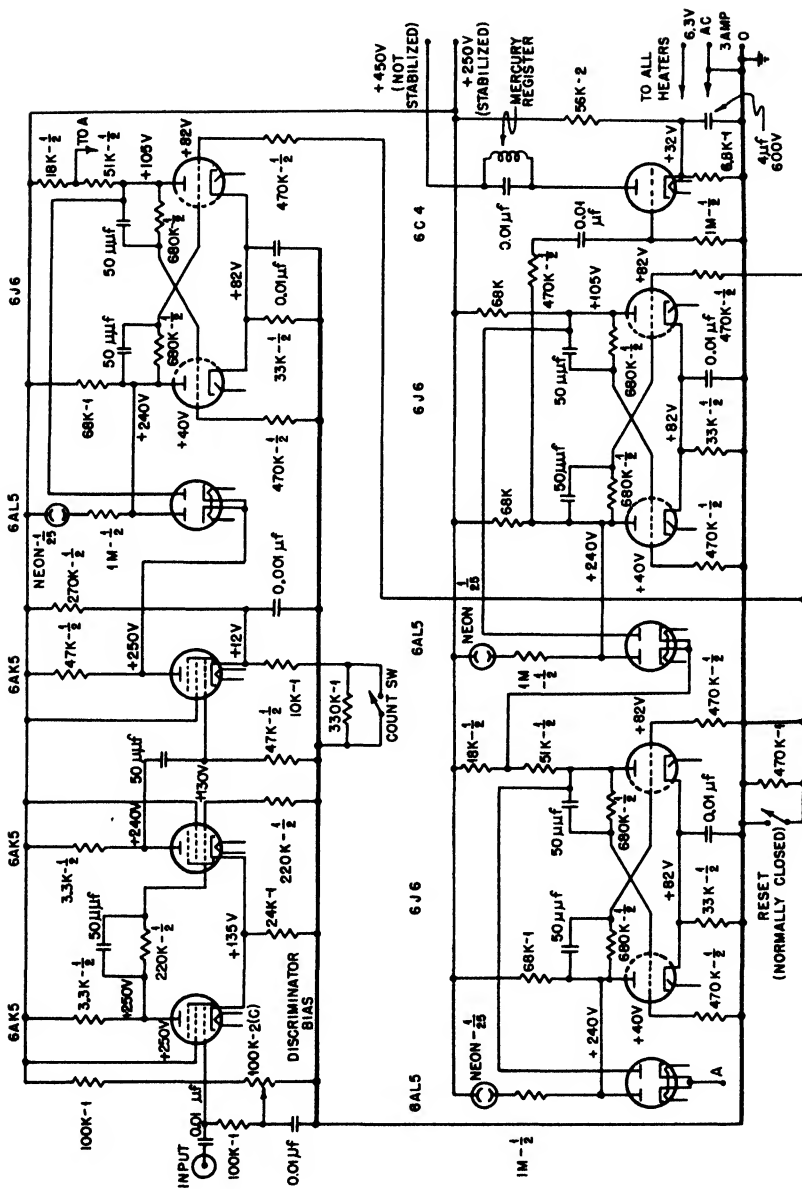 6AK5
6AK5
6AK5
6AL5
6J6
100K-1
3.3K-1/2
+250V
50μμf
220K-1/2
3.3K-1/2
+240V
50μμf
47K-1/2
+250V
270K-1/2
NEON-1/25
1M-1/2
68K-1
+240V
50μμf
680K-1/2
50μμf
680K-1/2
18K-1/2
TO A
51K-1/2
+105V
+82V
+40V
+82V
470K-1/2
INPUT
0.01 μf
+250V
100K-1
0.01μf
100K-2(C)
DISCRIMINATOR
BIAS
+135V
24K-1
220K-1/2
+130V
47K-1/2
+12V
10K-1
330K-1
COUNT SW
0.001μf
470K-1/2
33K-1/2
0.01μf
6AL5
6J6
6AL5
6J6
6C4
+450V
(NOT
STABILIZED)
+250V
(STABILIZED)
MERCURY
REGISTER
NEON-1/25
1M-1/2
A
68K-1
+240V
50μμf
680K-1/2
50μμf
680K-1/2
18K-1/2
51K-1/2
+82V
+40V
+82V
470K-1/2
33K-1/2
0.01μf
470K-1/2
RESET
(NORMALLY CLOSED)
470K-1
NEON
1/25
1M-1/2
68K
+240V
50μμf
680K-1/2
68K
50μμf
680K-1/2
+105V
+82V
+40V
+82V
470K-1/2
33K-1/2
0.01μf
470K-1/2
470K-1/2
0.01μf
0.01μf
1M-1/2
+32V
56K-2
6.8K-1
4μf
600V
TO ALL
HEATERS
6.3V
AC
3 AMP
0